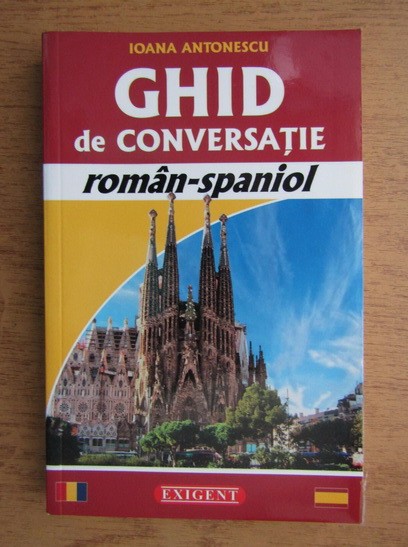 IOANA ANTONESCU
GHID
de CONVERSAȚIE
român-spaniol
EXIGENT